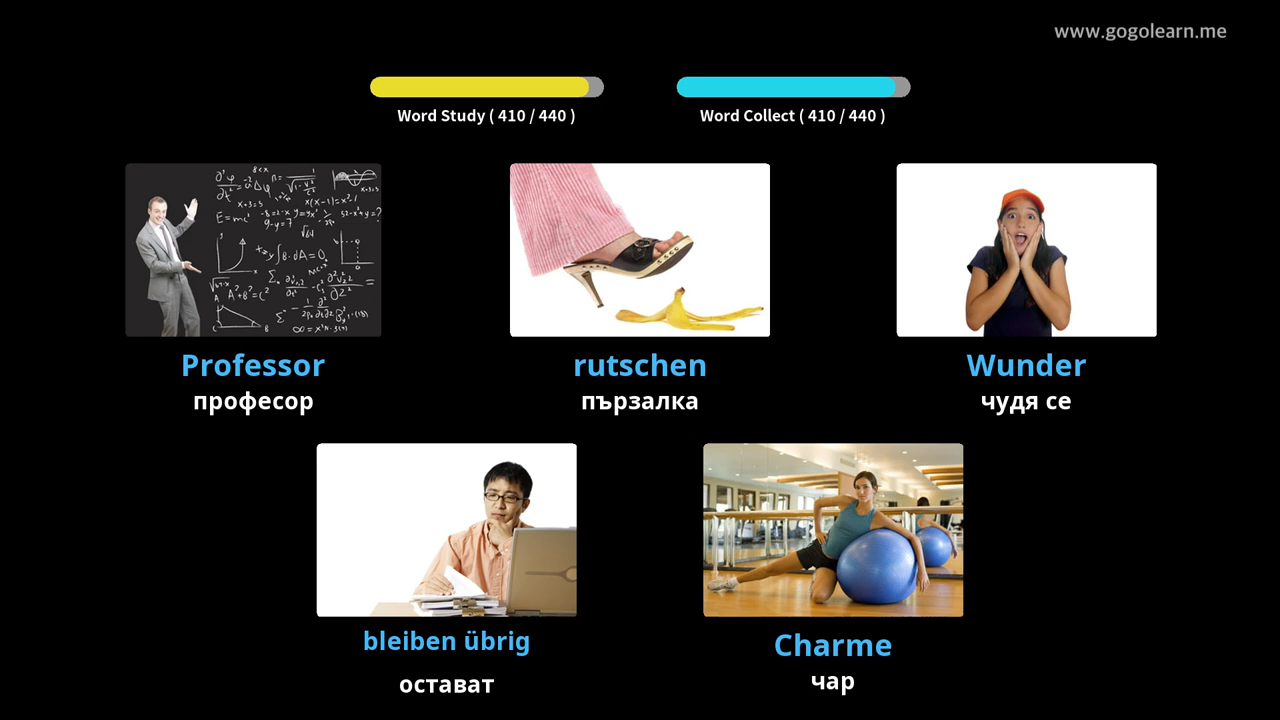 www.gogolearn.me
Word Study ( 410 / 440 )
Word Collect ( 410 / 440 )
Professor
професор
rutschen
пързалка
Wunder
чудя се
bleiben übrig
остават
Charme
чар